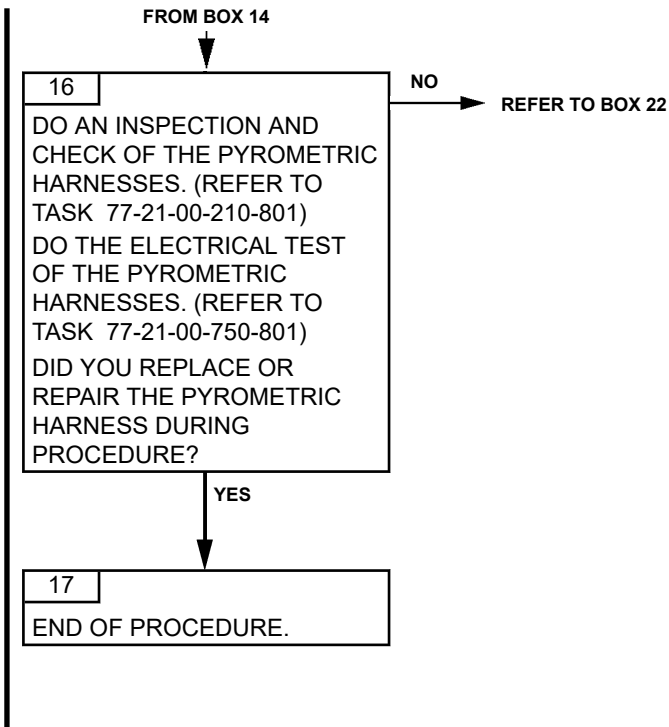 FROM BOX 14
16
NO
REFER TO BOX 22
DO AN INSPECTION AND
CHECK OF THE PYROMETRIC
HARNESSES. (REFER TO
TASK 77-21-00-210-801)
DO THE ELECTRICAL TEST
OF THE PYROMETRIC
HARNESSES. (REFER TO
TASK 77-21-00-750-801)
DID YOU REPLACE OR
REPAIR THE PYROMETRIC
HARNESS DURING
PROCEDURE?
YES
17
END OF PROCEDURE.